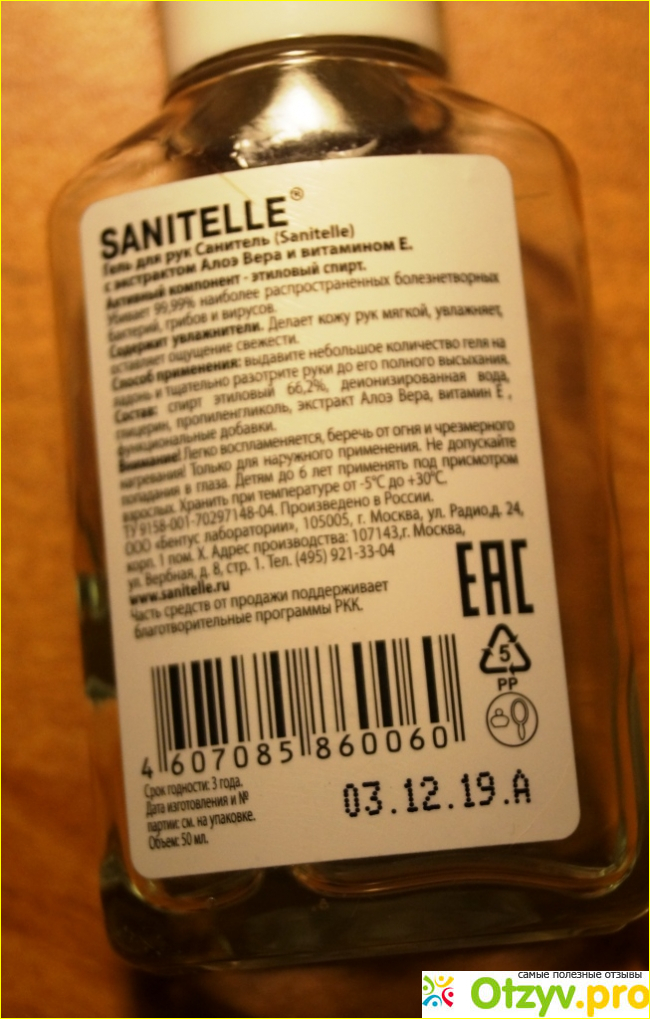 SANITELLE®
Гель для рук Санитель (Sanitelle)
с экстрактом Алоэ Вера и витамином Е.
Активный компонент - этиловый спирт.
Убивает 99,99% наиболее распространенных болезнетворных
бактерий, грибов и вирусов.
Содержит увлажнители. Делает кожу рук мягкой, увлажняет,
оставляет ощущение свежести.
Способ применения: выдавите небольшое количество геля на
ладонь и тщательно разотрите руки до его полного высыхания.
Состав: спирт этиловый 66,2%, деионизированная вода,
глицерин, пропиленгликоль, экстракт Алоэ Вера, витамин Е ,
функциональные добавки.
Внимание! Легко воспламеняется, беречь от огня и чрезмерного
нагревания! Только для наружного применения. Не допускайте
попадания в глаза. Детям до 6 лет применять под присмотром
взрослых. Хранить при температуре от -5°С до +30°С.
ТУ 9158-001-70297148-04. Произведено в России.
ООО «Бентус лаборатории», 105005, г. Москва, ул. Радио,д. 24,
корп. 1 пом. X. Адрес производства: 107143,г. Москва,
ул. Вербная, д. 8, стр. 1. Тел. (495) 921-33-04
www.sanitelle.ru
Часть средств от продажи поддерживает
благотворительные программы РКК.
EAC
5
PP
4 607085 860060
Срок годности: 3 года.
Дата изготовления и №
партии: см. на упаковке.
Объем: 50 мл.
03.12.19.A
самые полезные отзывы
Otzyv.pro